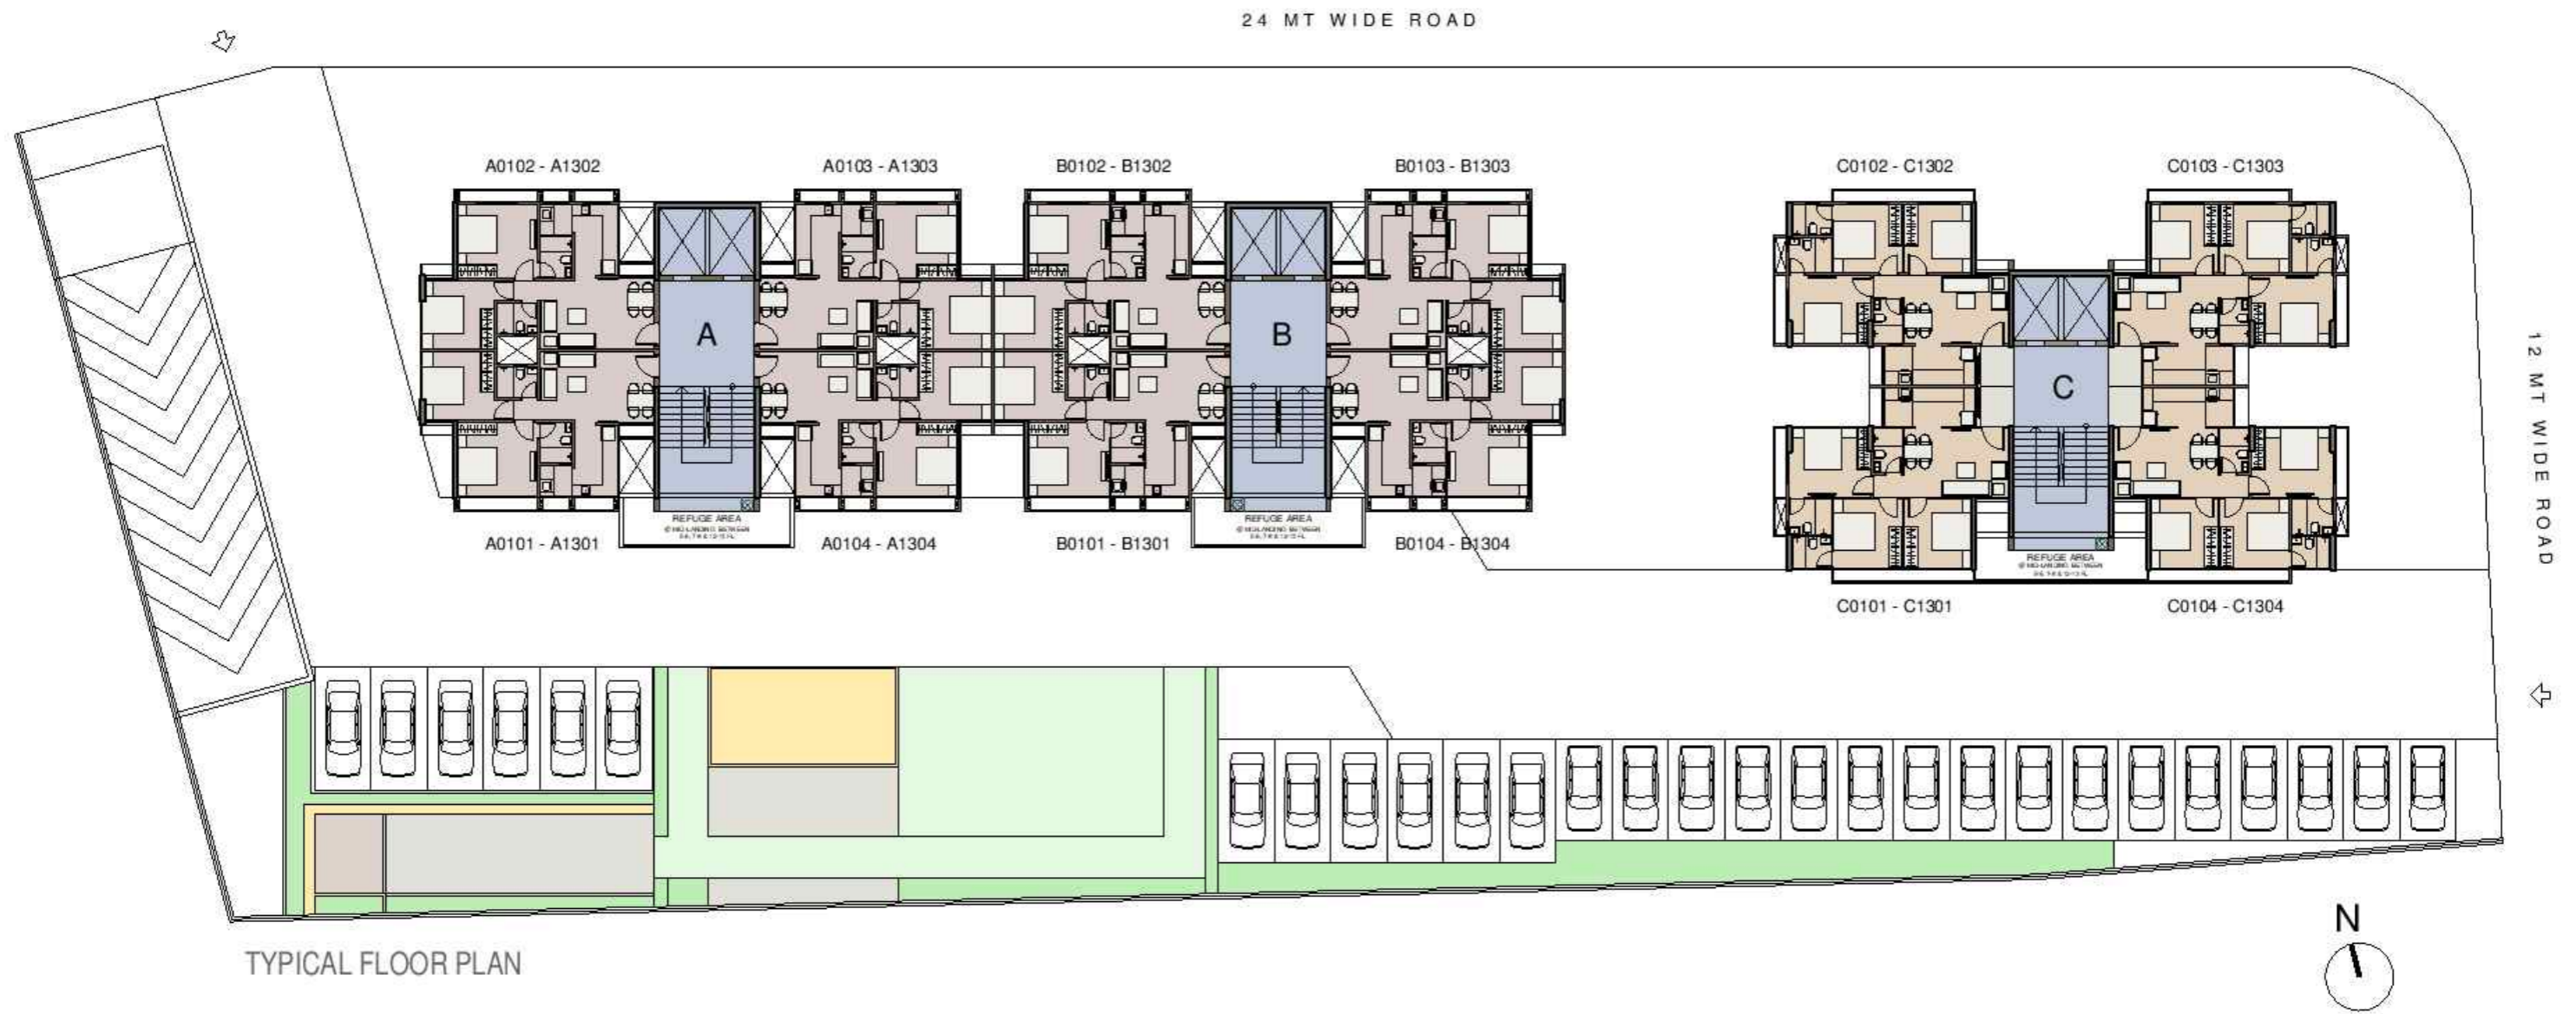 24 MT WIDE ROAD
A0102 - A1302
A0103 - A1303
B0102 - B1302
B0103 - B1303
C0102 - C1302
C0103 - C1303
A
B
C
12 MT WIDE ROAD
REFUGE AREA
REFUGE AREA
REFUGE AREA
A0101 - A1301
A0104 - A1304
B0101 - B1301
B0104 - B1304
C0101 - C1301
C0104 - C1304
N
TYPICAL FLOOR PLAN